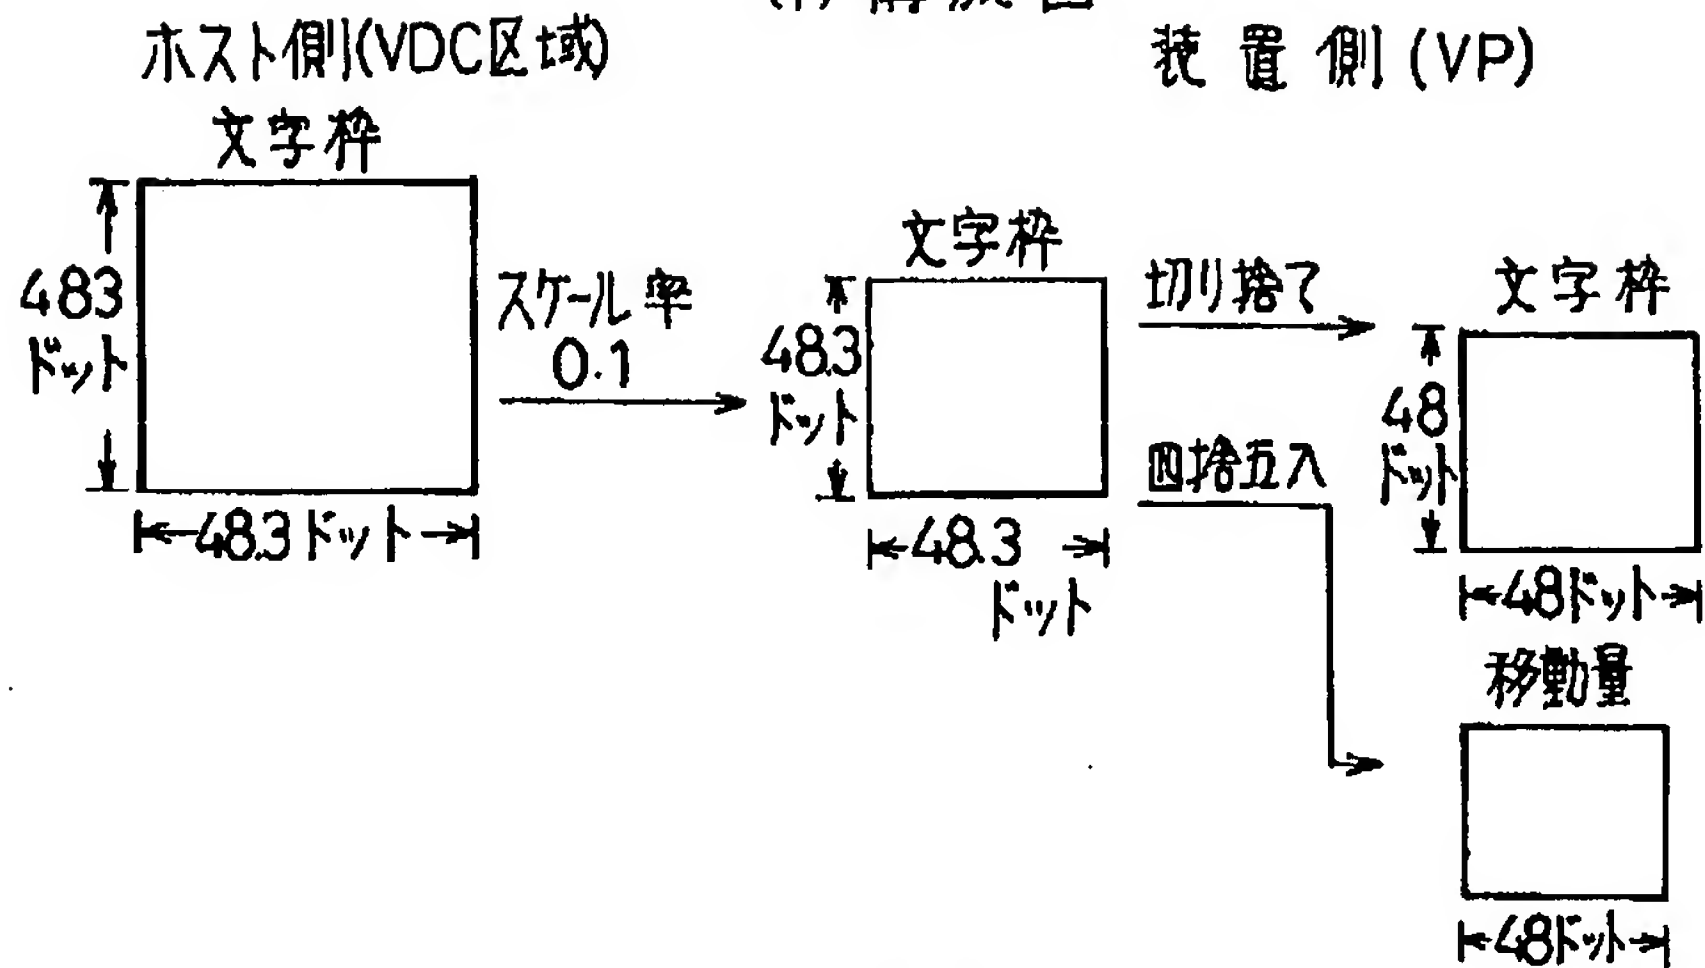 ホスト側(VDC区域)
装置側(VP)
文字枠
483
ドット
48.3ドット
スケール率
0.1
文字枠
48.3
ドット
48.3
ドット
切り捨て
四捨五入
文字枠
48
ドット
48ドット
移動量
48ドット